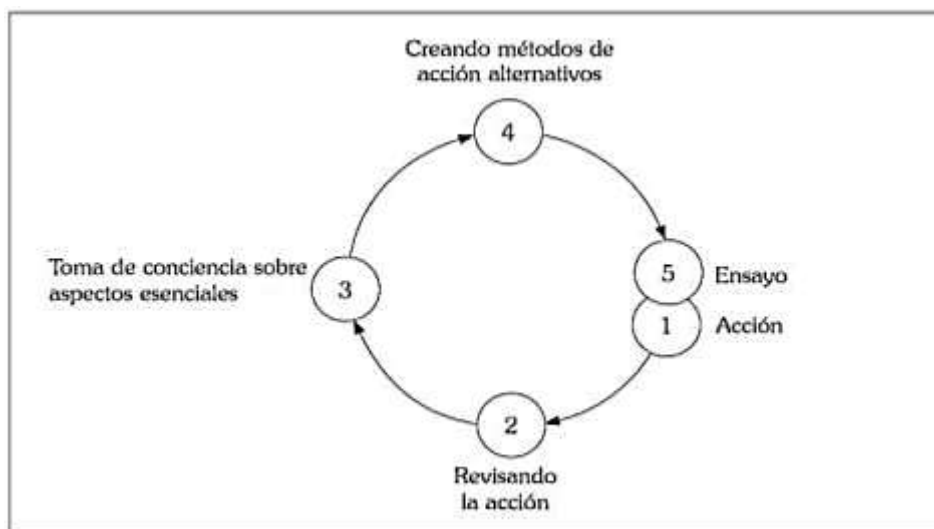 Creando métodos de
acción alternativos
4
Toma de conciencia sobre
aspectos esenciales
3
5
Ensayo
1
Acción
2
Revisando
la acción